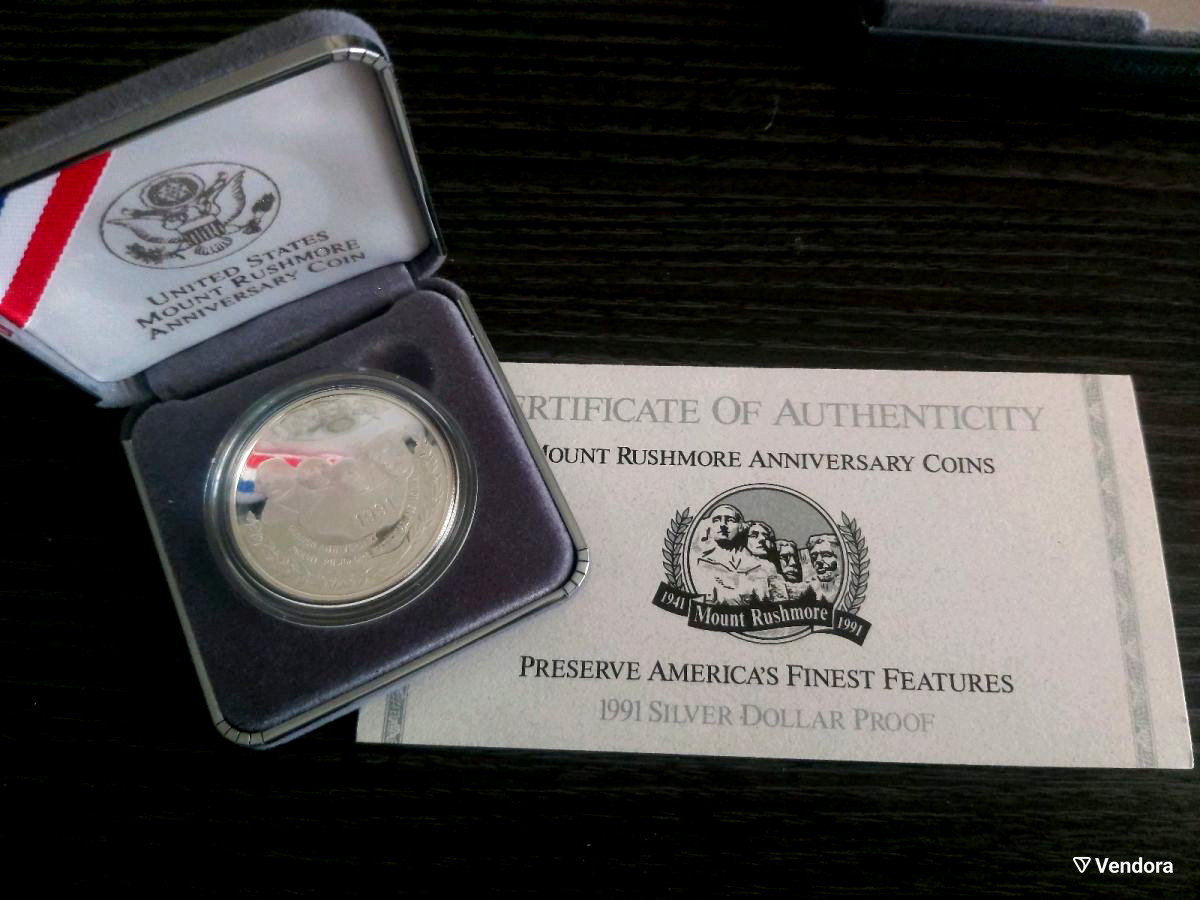 UNITED STATES
MOUNT RUSHMORE
ANNIVERSARY COIN
ERTIFICATE OF AUTHENTICITY
MOUNT RUSHMORE ANNIVERSARY COINS
1941 Mount Rushmore 1991
PRESERVE AMERICA'S FINEST FEATURES
1991 SILVER DOLLAR PROOF
1991
Vendora